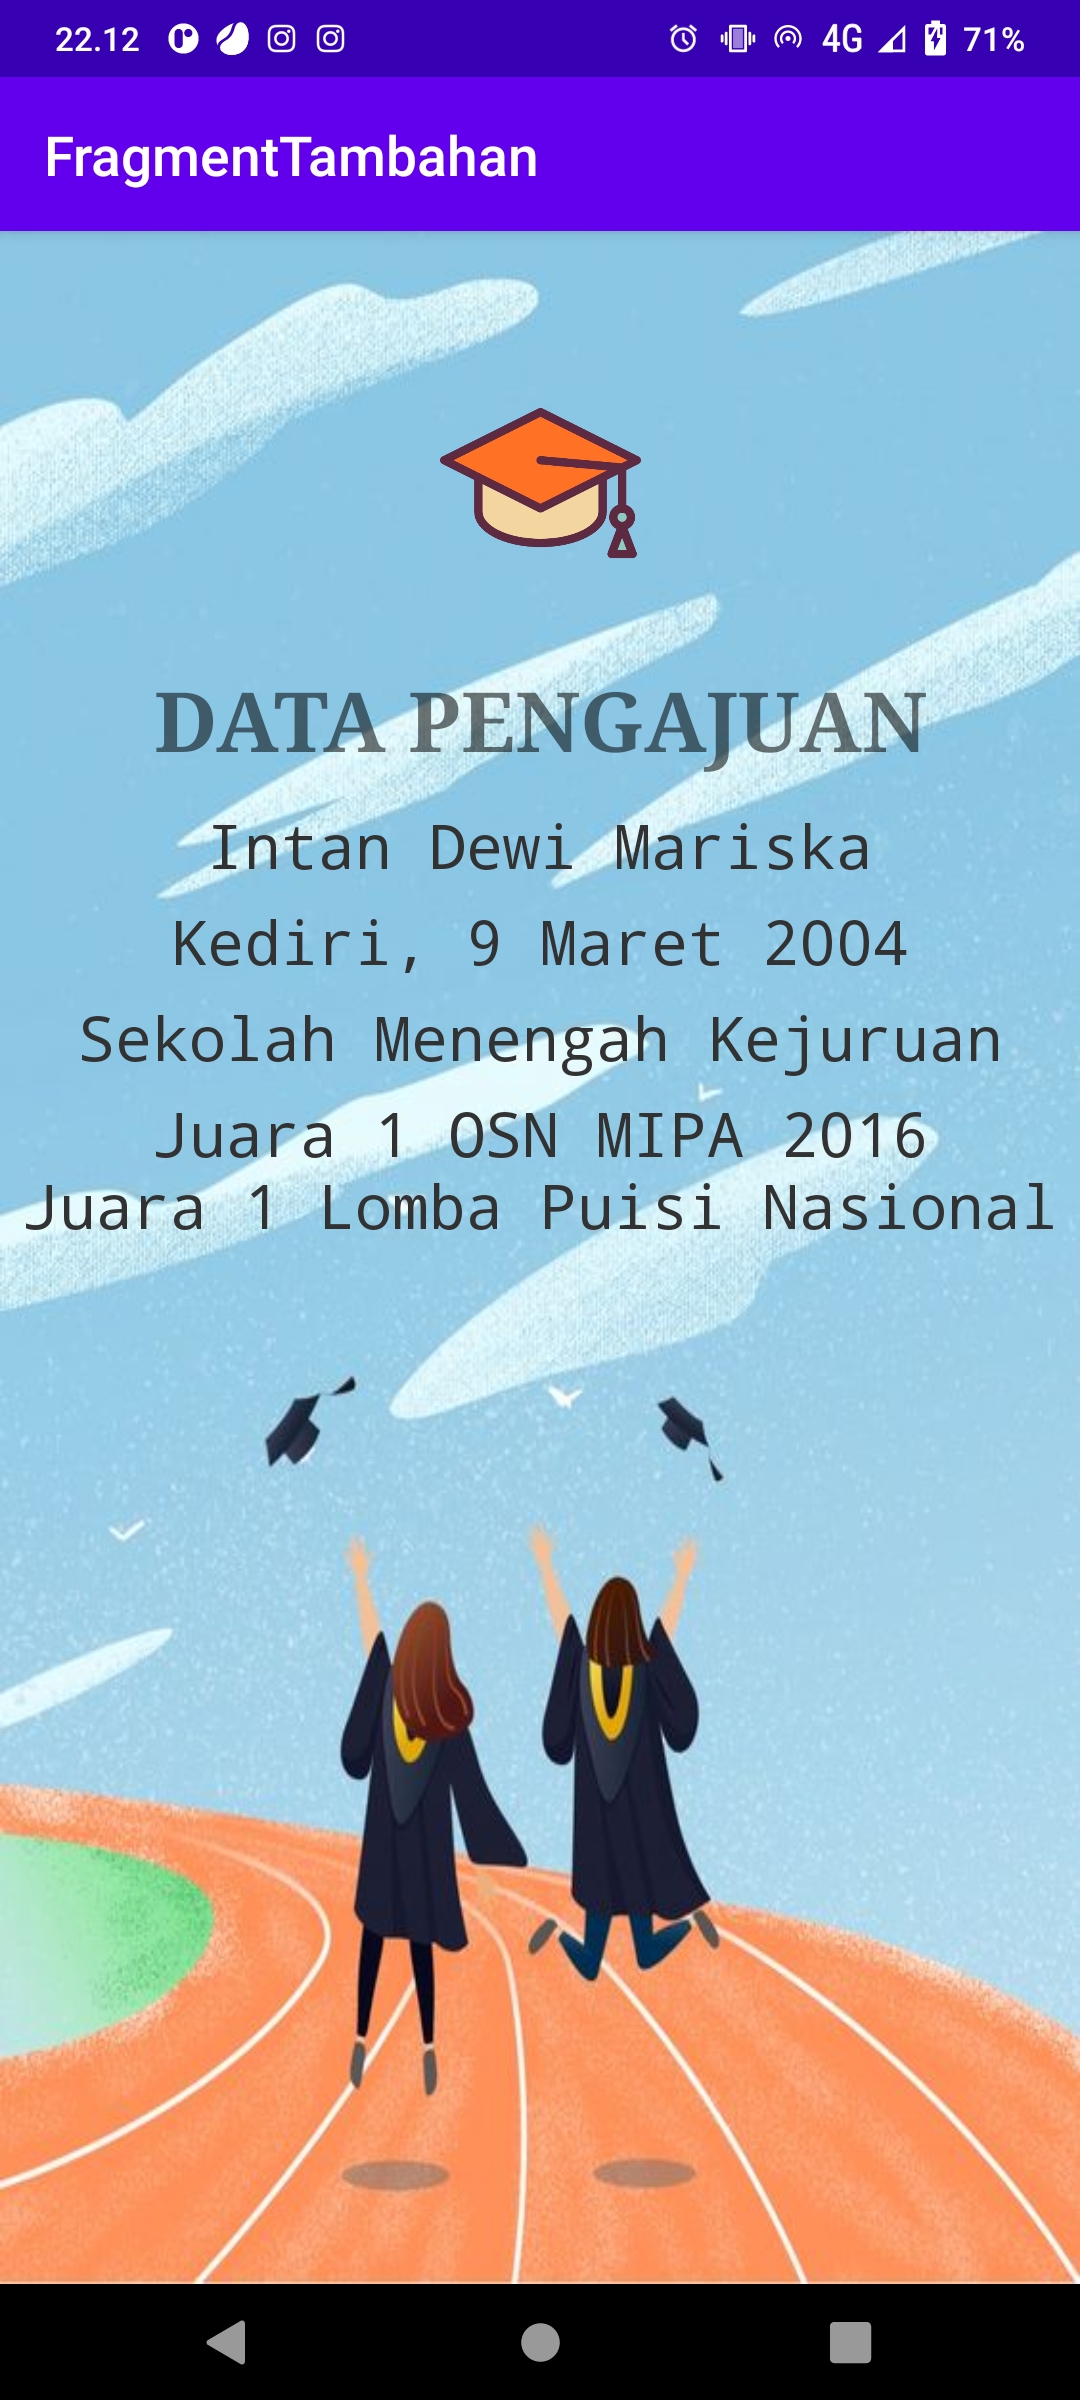 22.12 4G 71%
FragmentTambahan
DATA PENGAJUAN
Intan Dewi Mariska
Kediri, 9 Maret 2004
Sekolah Menengah Kejuruan
Juara 1 OSN MIPA 2016
Juara 1 Lomba Puisi Nasional